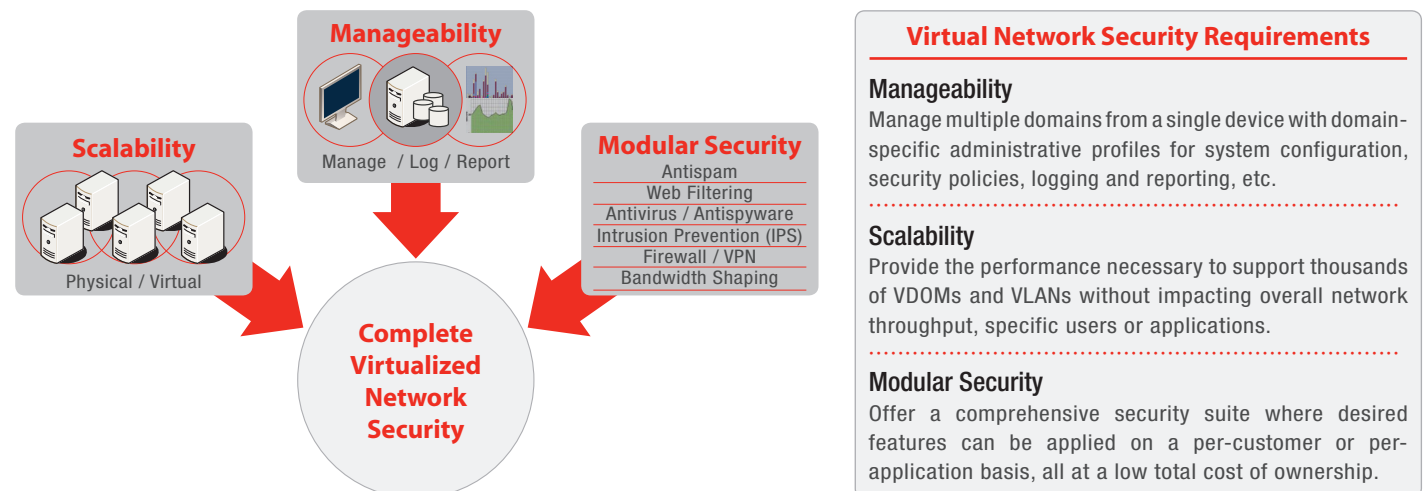 Manageability
Manage / Log / Report
Scalability
Physical / Virtual
Modular Security
Antispam
Web Filtering
Antivirus / Antispyware
Intrusion Prevention (IPS)
Firewall / VPN
Bandwidth Shaping
Complete
Virtualized
Network
Security
Virtual Network Security Requirements
Manageability
Manage multiple domains from a single device with domain-
specific administrative profiles for system configuration,
security policies, logging and reporting, etc.
Scalability
Provide the performance necessary to support thousands
of VDOMs and VLANs without impacting overall network
throughput, specific users or applications.
Modular Security
Offer a comprehensive security suite where desired
features can be applied on a per-customer or per-
application basis, all at a low total cost of ownership.